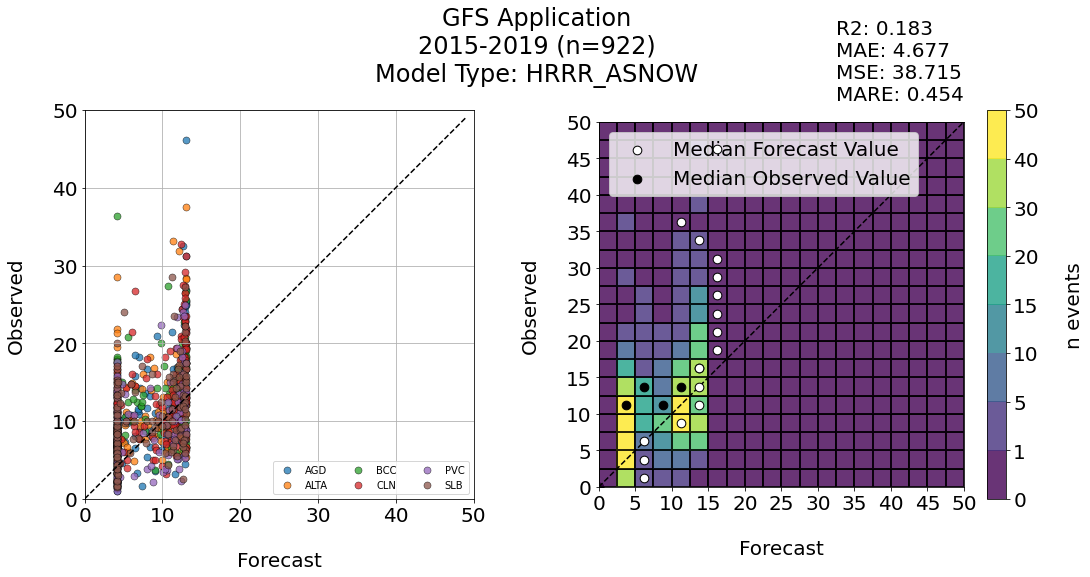 GFS Application
2015-2019 (n=922)
Model Type: HRRR_ASNOW
R2: 0.183
MAE: 4.677
MSE: 38.715
MARE: 0.454
50
40
30
20
10
0
Observed
0 10 20 30 40 50
Forecast
AGD BCC PVC
ALTA CLN SLB
50
45
40
35
30
25
20
15
10
5
0
Observed
Median Forecast Value
Median Observed Value
0 5 10 15 20 25 30 35 40 45 50
Forecast
50
40
30
20
15
10
5
1
0
n events